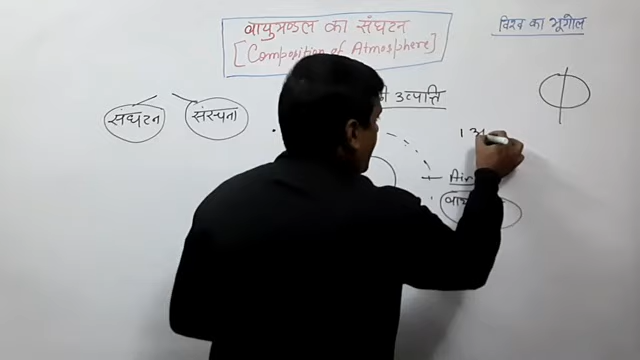 वायुमण्डल का संघटन
[Composition of Atmosphere]
विश्व का भूगोल
उत्पत्ति
संघटन
संरचना
Air